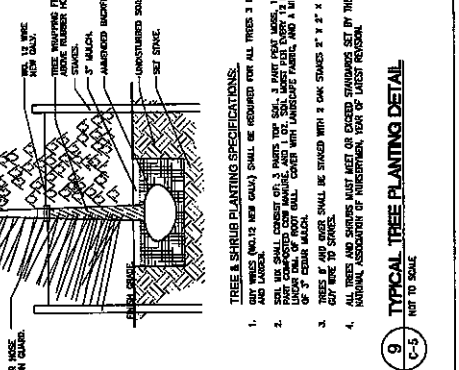 NO. 12 WIRE
NEW GALV.
TREE WRAPPING
ABOVE RUBBER HO
STAKES.
3" MULCH.
AMMENDED BACKFI
UNDISTURBED SOIL
SET STAKE.
R HOSE
N GUARD.
FINISH GRADE
TREE & SHRUB PLANTING SPECIFICATIONS:
1. GUY WIRES (NO.12 NEW GALV.) SHALL BE REQUIRED FOR ALL TREES 3
AND LARGER.
2. SOIL MIX SHALL CONSIST OF: 3 PARTS TOP SOIL, 3 PART PEAT MOSS, 1
PART COMPOSTED COW MANURE, AND 1 OZ. SOIL MOIST PER EVERY 12
LINEAR DIA. OF ROOT BALL. COVER WITH LANDSCAPE FABRIC, AND A MI
OF 3" CEDAR MULCH.
3. TREES 8' AND OVER SHALL BE STAKED WITH 2 OAK STAKES 2" X 2" X
GUY WIRE TO STAKES.
4. ALL TREES AND SHRUBS MUST MEET OR EXCEED STANDARDS SET BY THE
NATIONAL ASSOCIATION OF NURSERYMEN, YEAR OF LATEST REVISION.
9 TYPICAL TREE PLANTING DETAIL
C-5 NOT TO SCALE